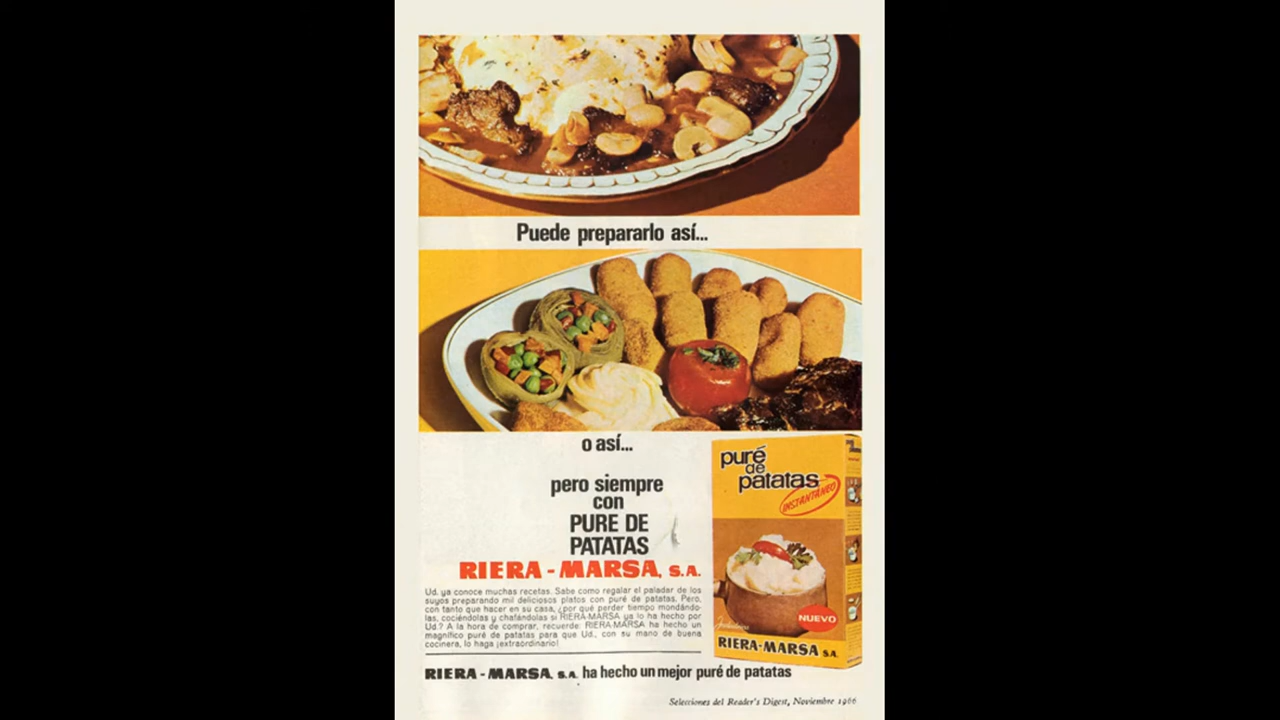 Puede prepararlo así...
o así...
pero siempre
con
PURE DE
PATATAS
RIERA-MARSA, S.A.
Ud. ya conoce muchas recetas. Sabe como regalar el paladar de los
suyos preparando mil deliciosos platos con puré de patatas. Pero,
con tanto que hacer en su casa, ¿por qué perder tiempo mondándo-
las, cociéndolas y chafándolas si RIERA-MARSA ya lo ha hecho por
Ud.? A la hora de comprar, recuerde: RIERA-MARSA ha hecho un
magnífico puré de patatas para que Ud., con su mano de buena
cocinera, lo haga ¡extraordinario!
puré
de
patatas
INSTANTANEO
NUEVO
RIERA-MARSA S.A.
RIERA-MARSA, S.A. ha hecho un mejor puré de patatas
Selecciones del Reader's Digest, Noviembre 1966